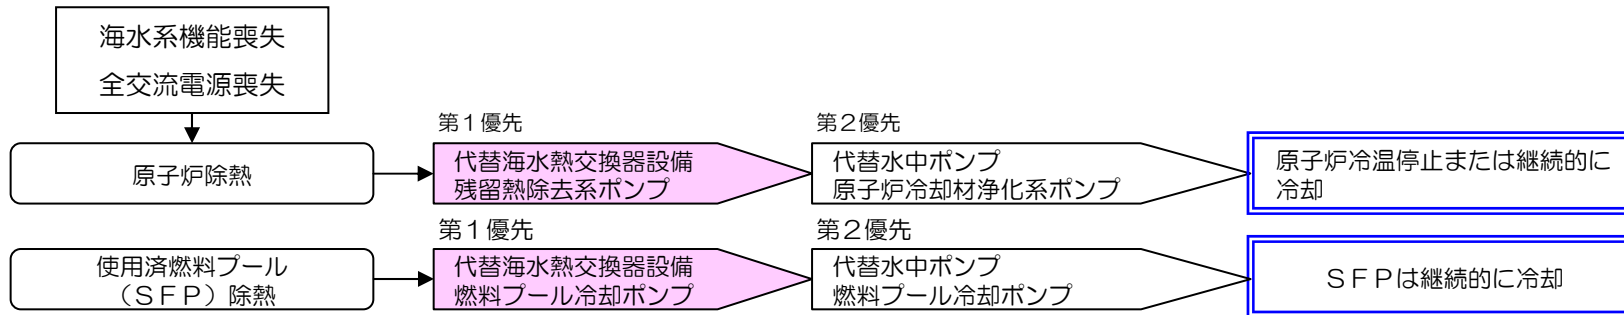 海水系機能喪失
全交流電源喪失
第１優先
第２優先
原子炉除熱
代替海水熱交換器設備
残留熱除去系ポンプ
代替水中ポンプ
原子炉冷却材浄化系ポンプ
原子炉冷温停止または継続的に
冷却
第１優先
第２優先
使用済燃料プール
（ＳＦＰ）除熱
代替海水熱交換器設備
燃料プール冷却ポンプ
代替水中ポンプ
燃料プール冷却ポンプ
ＳＦＰは継続的に冷却